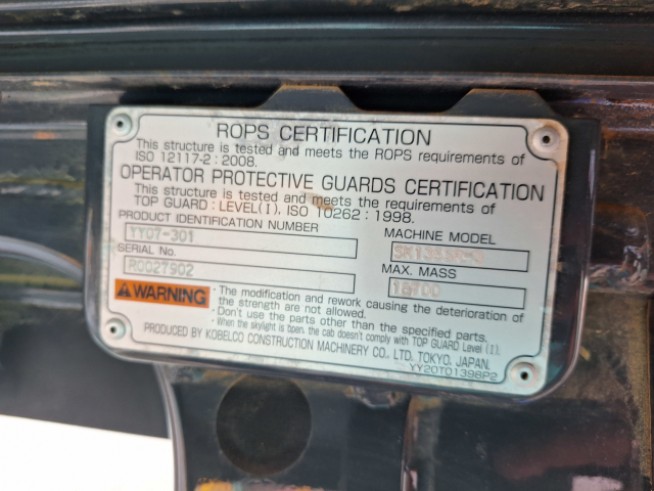 ROPS CERTIFICATION
This structure is tested and meets the ROPS requirements of
ISO 12117-2 : 2008.
OPERATOR PROTECTIVE GUARDS CERTIFICATION
This structure is tested and meets the requirements of
TOP GUARD : LEVEL(I), ISO 10262 : 1998.
PRODUCT IDENTIFICATION NUMBER
YY07-301
MACHINE MODEL
SERIAL No.
R0027902
MAX. MASS
WARNING
・The modification and rework causing the deterioration of
the strength are not allowed.
・Don't use the parts other than the specified parts.
・When the skylight is open, the cab doesn't comply with TOP GUARD Level (I).
PRODUCED BY KOBELCO CONSTRUCTION MACHINERY CO., LTD. TOKYO, JAPAN.
YY20T01398P2